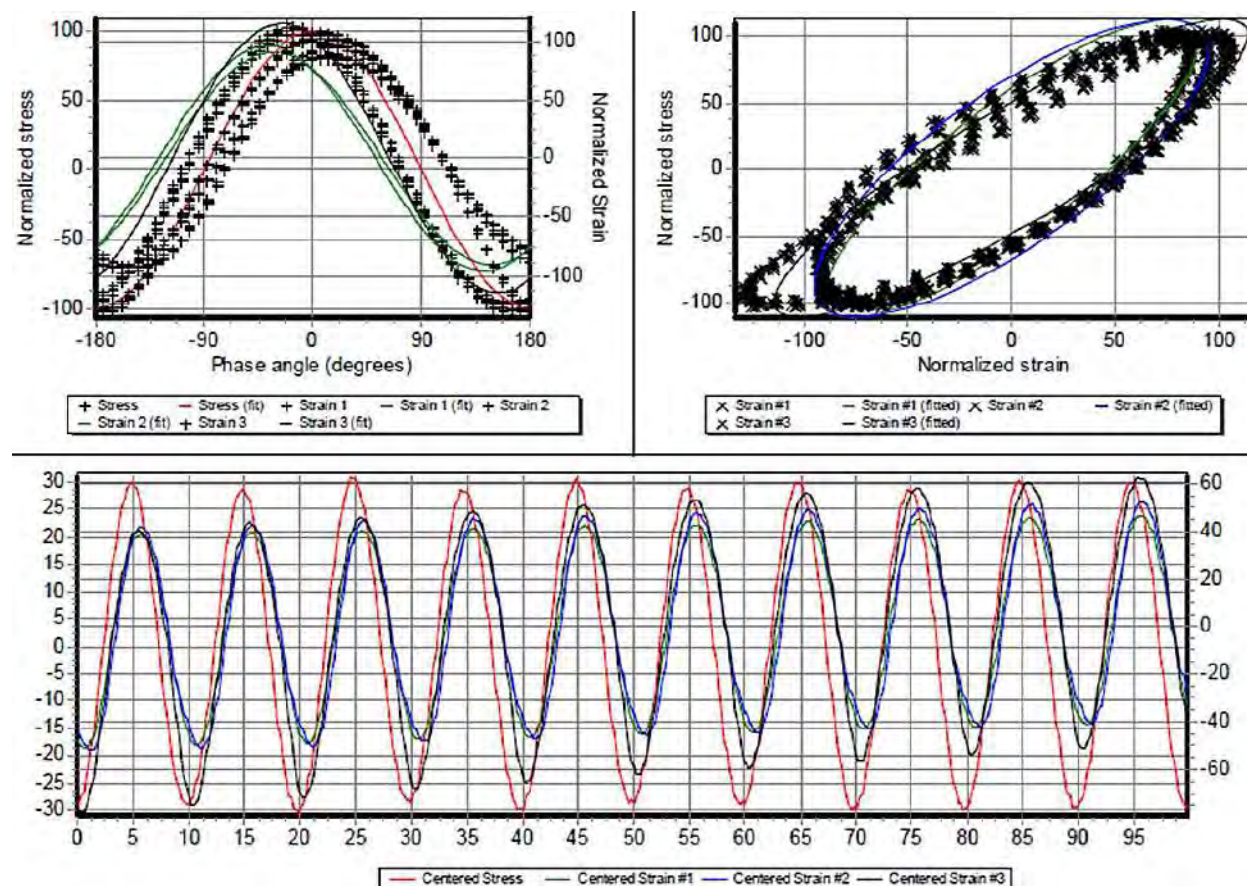 100
50
0
-50
-100
Normalized stress
100
50
0
-50
-100
Normalized Strain
-180 -90 0 90 180
Phase angle (degrees)
+ Stress — Stress (fit) + Strain 1 — Strain 1 (fit) + Strain 2
— Strain 2 (fit) + Strain 3 — Strain 3 (fit)
100
50
0
-50
-100
Normalized stress
-100 -50 0 50 100
Normalized strain
× Strain #1 — Strain #1 (fitted) × Strain #2 — Strain #2 (fitted)
× Strain #3 — Strain #3 (fitted)
30
25
20
15
10
5
0
-5
-10
-15
-20
-25
-30
60
40
20
0
-20
-40
-60
0 5 10 15 20 25 30 35 40 45 50 55 60 65 70 75 80 85 90 95
— Centered Stress — Centered Strain #1 — Centered Strain #2 — Centered Strain #3